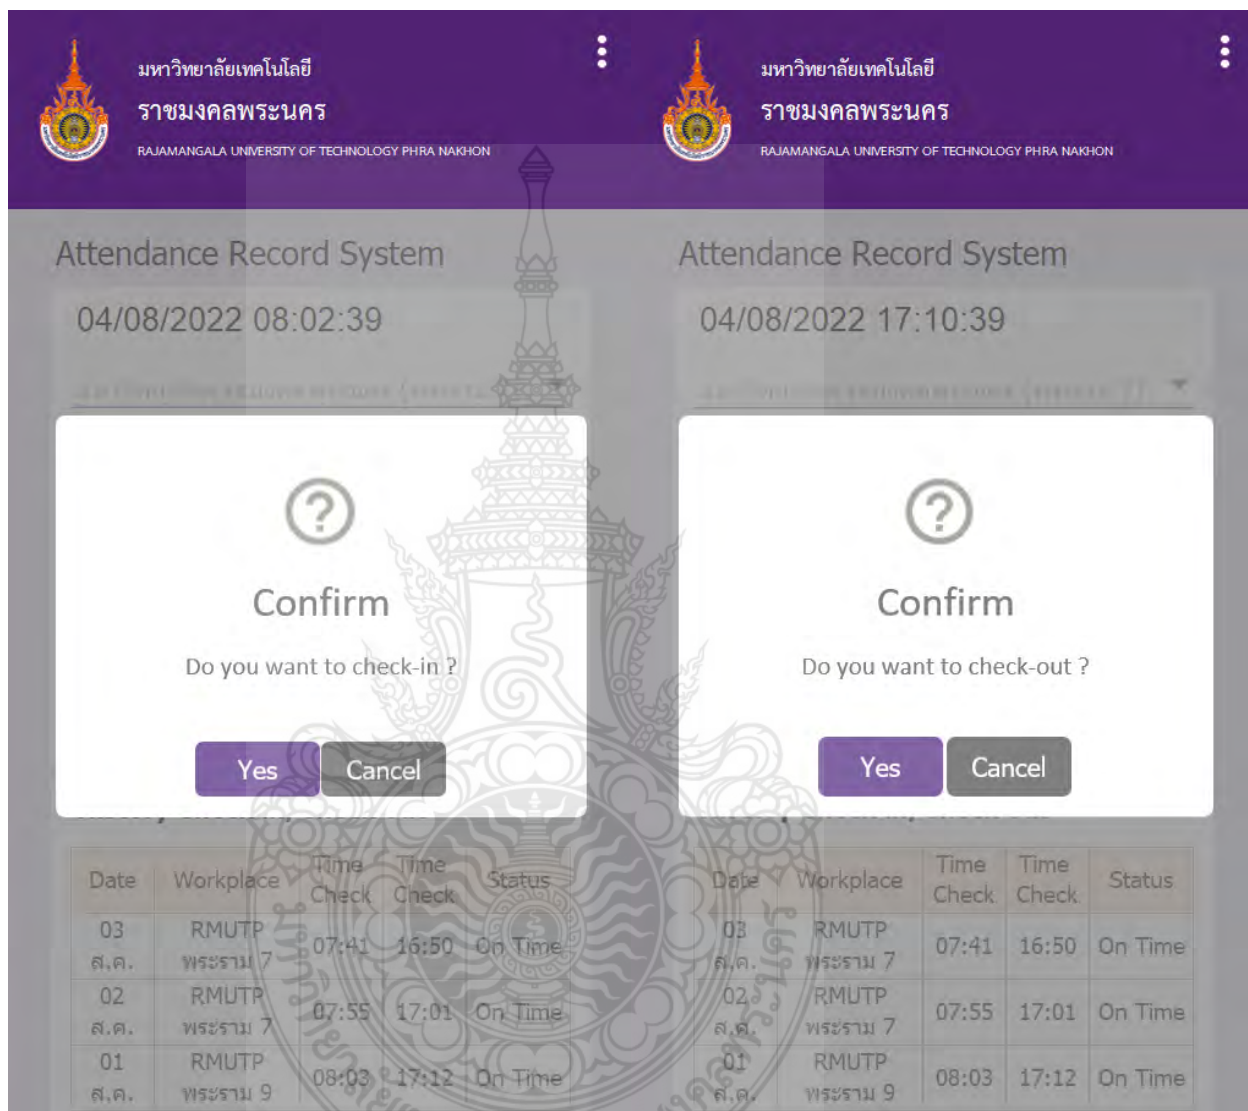 มหาวิทยาลัยเทคโนโลยี
ราชมงคลพระนคร
RAJAMANGALA UNIVERSITY OF TECHNOLOGY PHRA NAKHON
Attendance Record System
04/08/2022 08:02:39
Confirm
Do you want to check-in ?
Yes Cancel
Date Workplace Time Check Time Check Status
03 ส.ค. RMUTP พระราม 7 07:41 16:50 On Time
02 ส.ค. RMUTP พระราม 7 07:55 17:01 On Time
01 ส.ค. RMUTP พระราม 9 08:03 17:12 On Time
มหาวิทยาลัยเทคโนโลยี
ราชมงคลพระนคร
RAJAMANGALA UNIVERSITY OF TECHNOLOGY PHRA NAKHON
Attendance Record System
04/08/2022 17:10:39
Confirm
Do you want to check-out ?
Yes Cancel
Date Workplace Time Check Time Check Status
03 ส.ค. RMUTP พระราม 7 07:41 16:50 On Time
02 ส.ค. RMUTP พระราม 7 07:55 17:01 On Time
01 ส.ค. RMUTP พระราม 9 08:03 17:12 On Time